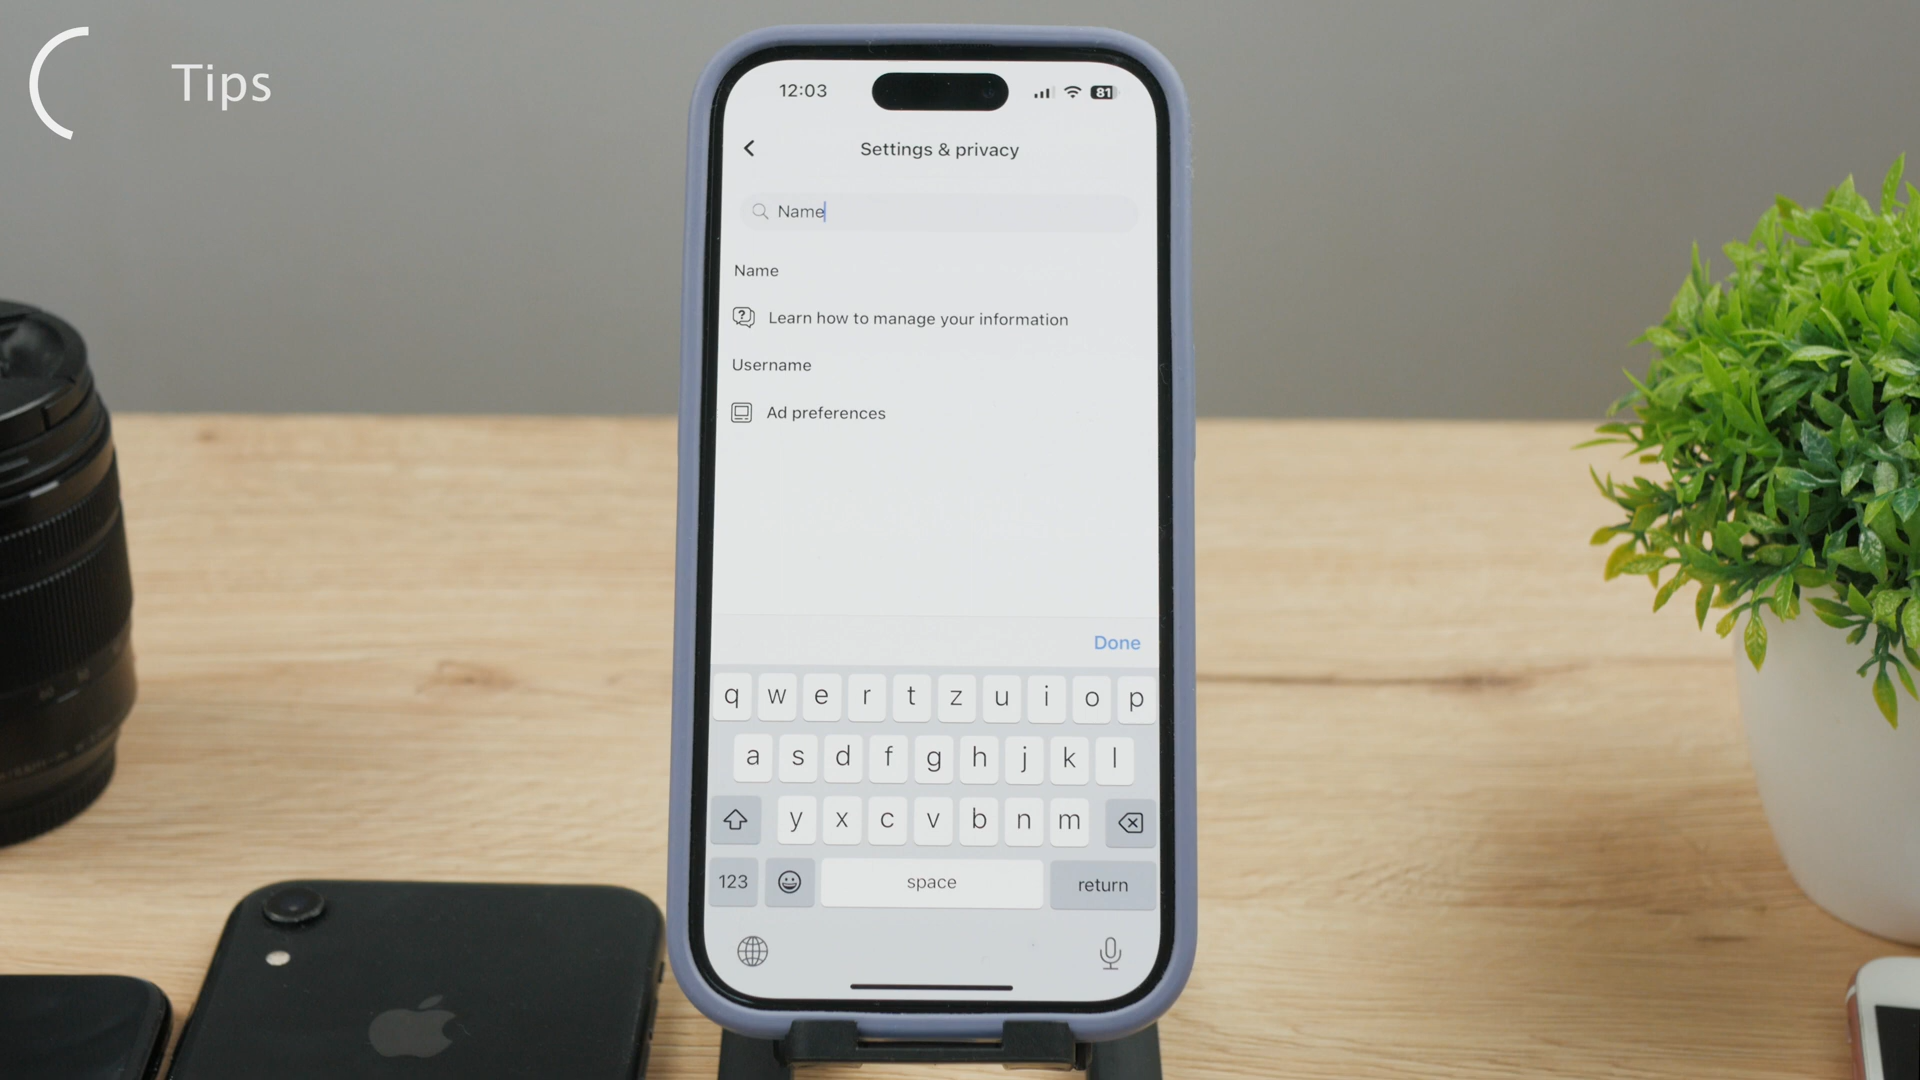 Tips
12:03
81
Settings & privacy
Name
Name
Learn how to manage your information
Username
Ad preferences
Done
q w e r t z u i o p
a s d f g h j k l
y x c v b n m
123 space return